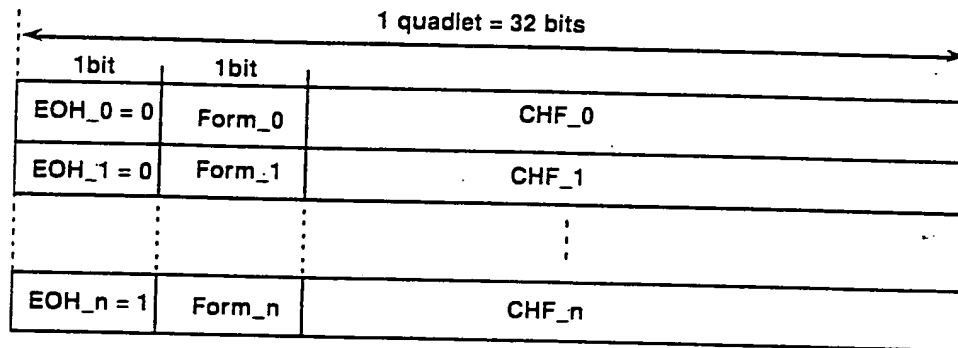 1 quadlet = 32 bits
1bit 1bit
EOH_0 = 0 Form_0 CHF_0
EOH_1 = 0 Form_1 CHF_1
EOH_n = 1 Form_n CHF_n